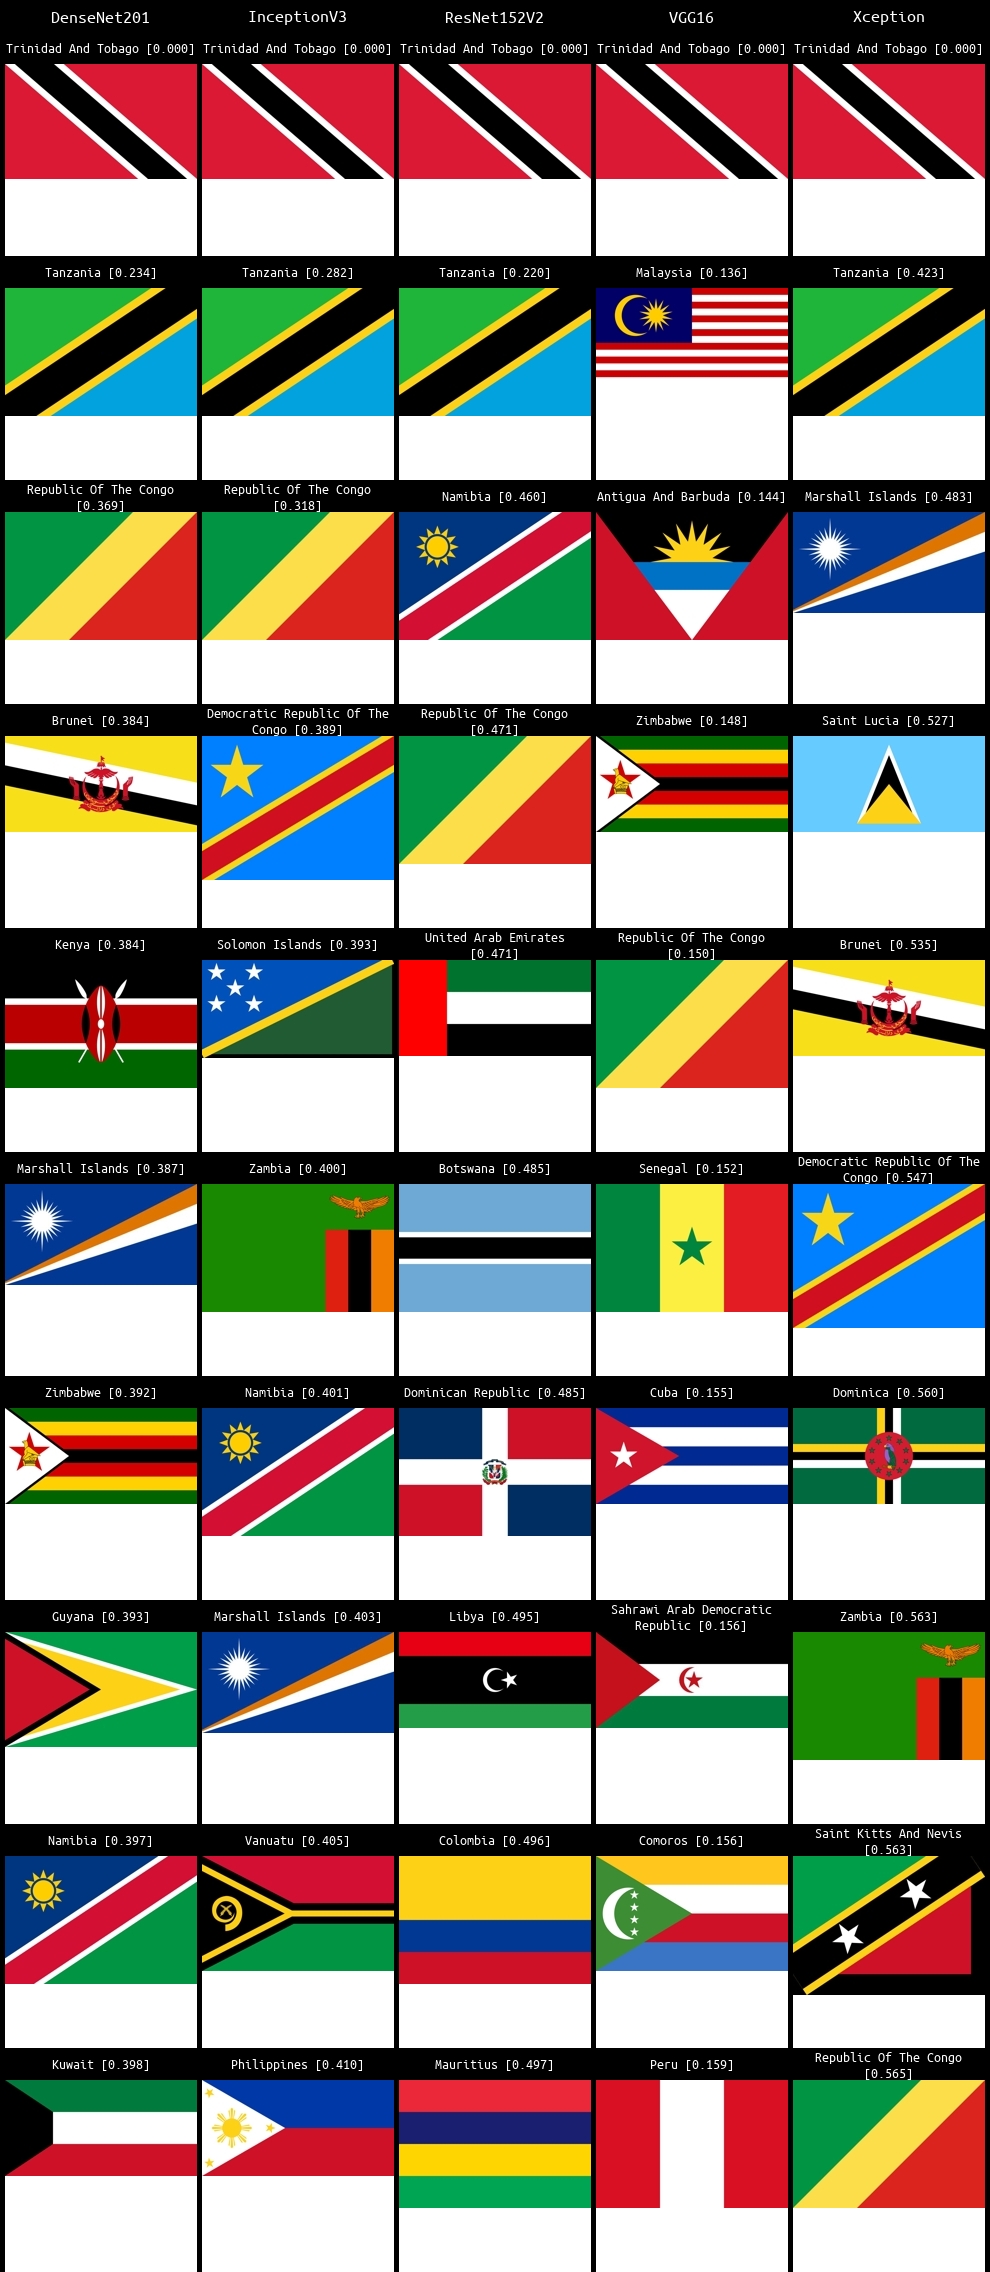 DenseNet201 InceptionV3 ResNet152V2 VGG16 Xception
Trinidad And Tobago [0.000] Trinidad And Tobago [0.000] Trinidad And Tobago [0.000] Trinidad And Tobago [0.000] Trinidad And Tobago [0.000]
Tanzania [0.234] Tanzania [0.282] Tanzania [0.220] Malaysia [0.136] Tanzania [0.423]
Republic Of The Congo
[0.369]
Republic Of The Congo
[0.318]
Namibia [0.460]
Antigua And Barbuda [0.144]
Marshall Islands [0.483]
Brunei [0.384]
Democratic Republic Of The
Congo [0.389]
Republic Of The Congo
[0.471]
Zimbabwe [0.148]
Saint Lucia [0.527]
Kenya [0.384]
Solomon Islands [0.393]
United Arab Emirates
[0.471]
Republic Of The Congo
[0.150]
Brunei [0.535]
Marshall Islands [0.387]
Zambia [0.400]
Botswana [0.485]
Senegal [0.152]
Democratic Republic Of The
Congo [0.547]
Zimbabwe [0.392] Namibia [0.401] Dominican Republic [0.485] Cuba [0.155] Dominica [0.560]
Guyana [0.393]
Marshall Islands [0.403]
Libya [0.495]
Sahrawi Arab Democratic
Republic [0.156]
Zambia [0.563]
Namibia [0.397]
Vanuatu [0.405]
Colombia [0.496]
Comoros [0.156]
Saint Kitts And Nevis
[0.563]
Kuwait [0.398]
Philippines [0.410]
Mauritius [0.497]
Peru [0.159]
Republic Of The Congo
[0.565]